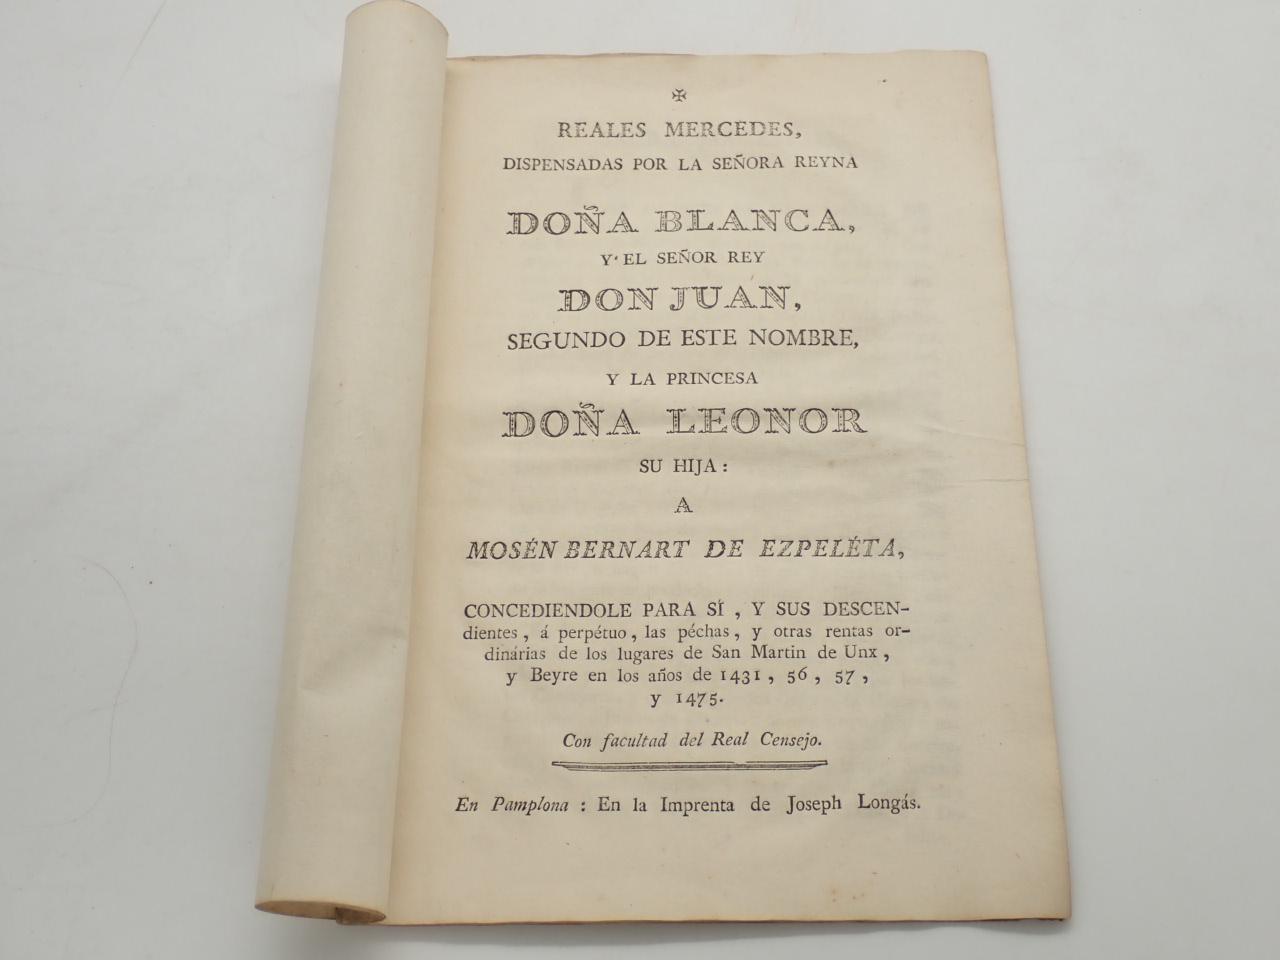 ✠
REALES MERCEDES,
DISPENSADAS POR LA SEÑORA REYNA
DOÑA BLANCA,
Y EL SEÑOR REY
DON JUAN,
SEGUNDO DE ESTE NOMBRE,
Y LA PRINCESA
DOÑA LEONOR
SU HIJA:
A
MOSÉN BERNART DE EZPELÉTA,
CONCEDIENDOLE PARA SÍ, Y SUS DESCEN-
dientes, á perpétuo, las péchas, y otras rentas or-
dinárias de los lugares de San Martin de Unx,
y Beyre en los años de 1431, 56, 57,
y 1475.
Con facultad del Real Censejo.
En Pamplona: En la Imprenta de Joseph Longás.